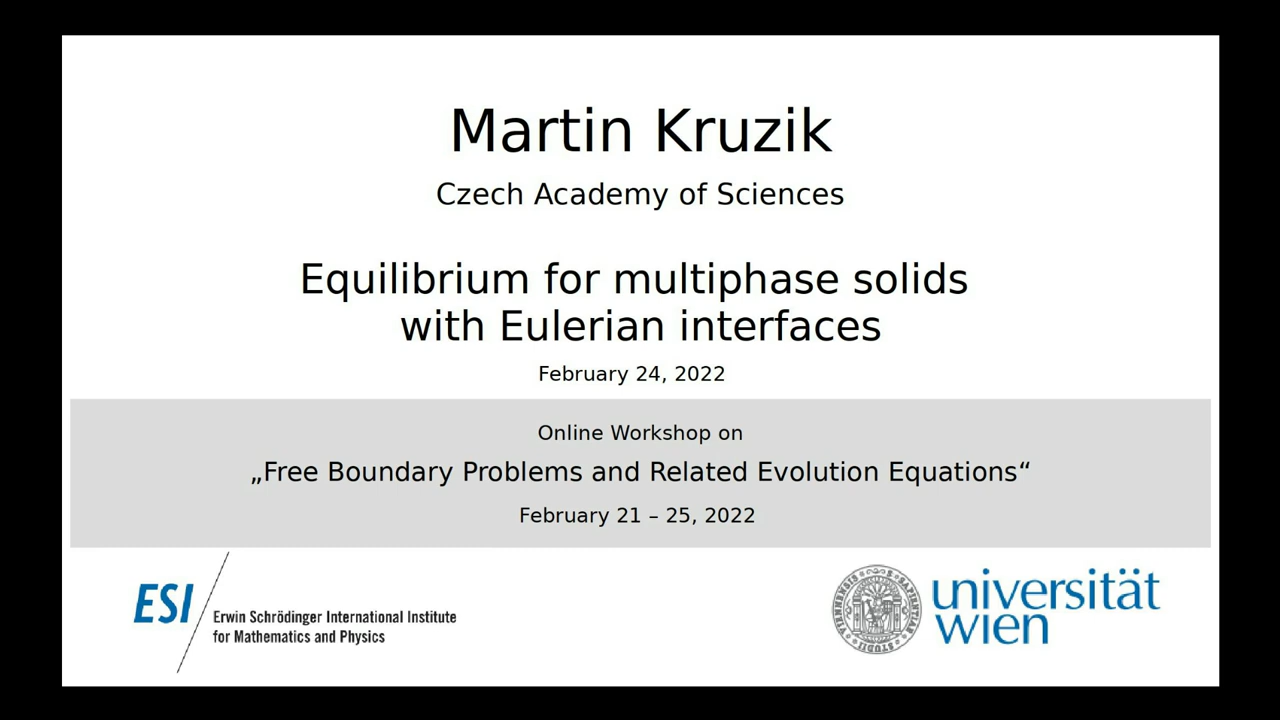 Martin Kruzik
Czech Academy of Sciences
Equilibrium for multiphase solids
with Eulerian interfaces
February 24, 2022
Online Workshop on
„Free Boundary Problems and Related Evolution Equations“
February 21 – 25, 2022
ESI
Erwin Schrödinger International Institute
for Mathematics and Physics
universität
wien